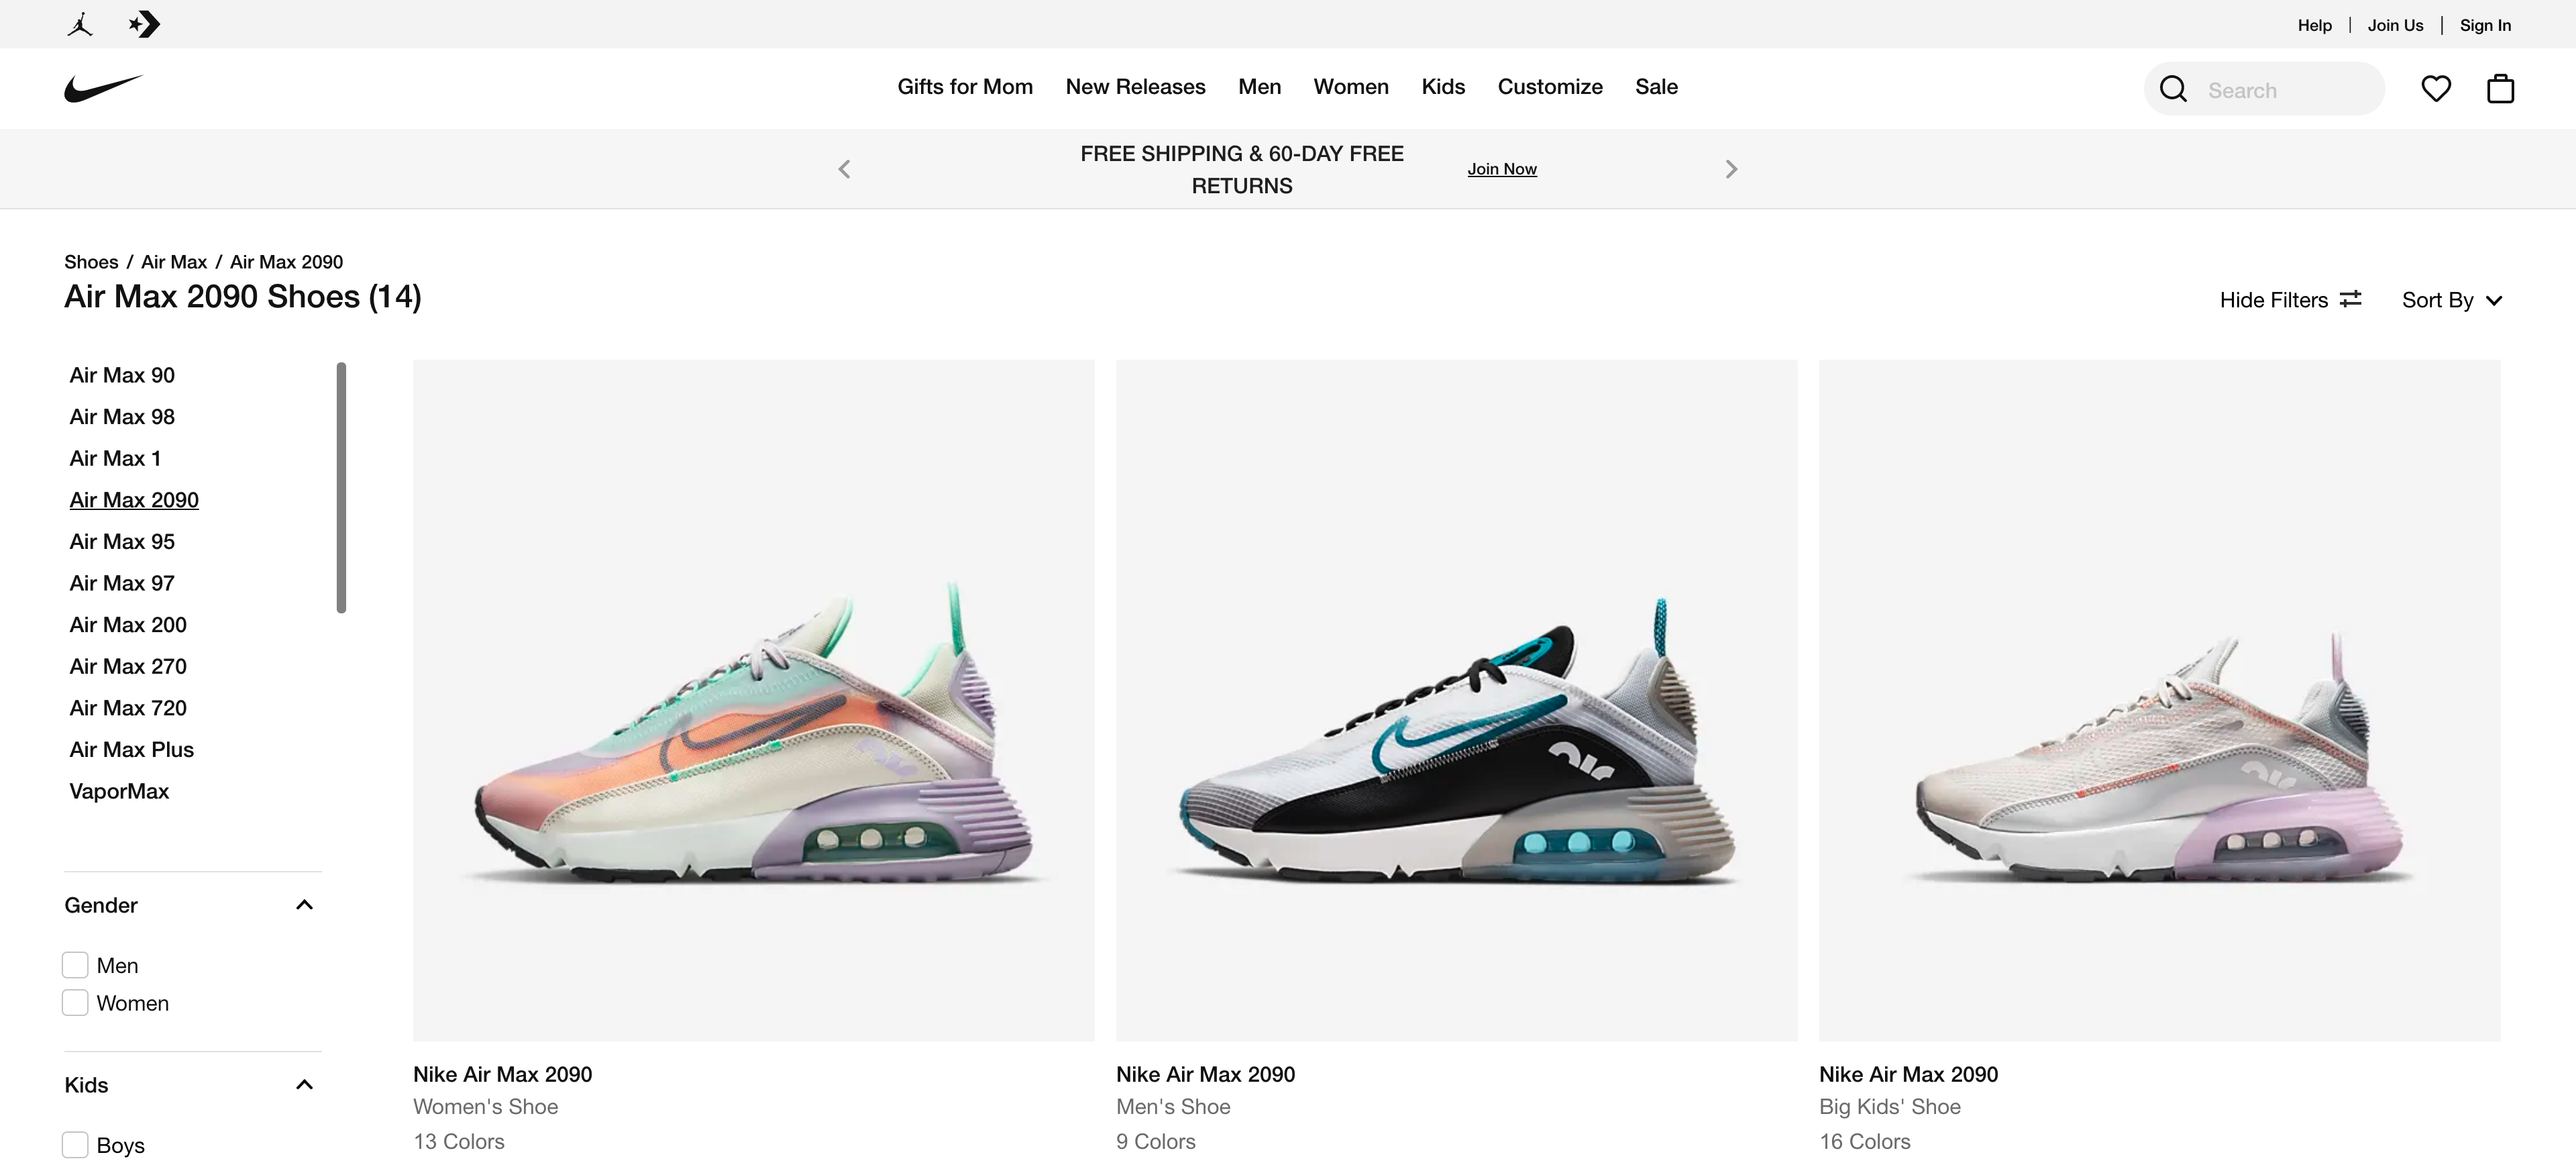 Help | Join Us | Sign In
Gifts for Mom New Releases Men Women Kids Customize Sale
Search
FREE SHIPPING & 60-DAY FREE
RETURNS
Join Now
Shoes / Air Max / Air Max 2090
Air Max 2090 Shoes (14)
Hide Filters
Sort By
Air Max 90
Air Max 98
Air Max 1
Air Max 2090
Air Max 95
Air Max 97
Air Max 200
Air Max 270
Air Max 720
Air Max Plus
VaporMax
Gender
Men
Women
Kids
Boys
air
Nike Air Max 2090
Women's Shoe
13 Colors
air
Nike Air Max 2090
Men's Shoe
9 Colors
air
Nike Air Max 2090
Big Kids' Shoe
16 Colors